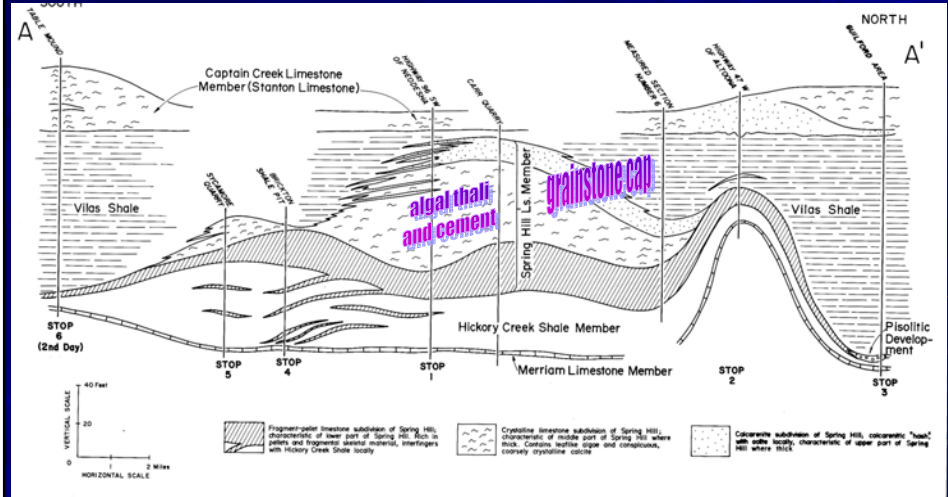 SOUTH
NORTH
A
A'
TABLE MOUND
SYCAMORE
QUARRY
BRICKTON
SHALE PIT
HIGHWAY 96 SW
OF NEODESHA
CARR QUARRY
MEASURED SECTION
NUMBER 6
HIGHWAY 47 W
OF ALTOONA
GUILFORD AREA
Captain Creek Limestone
Member (Stanton Limestone)
Vilas Shale
algal thali
and cement
Spring Hill Ls. Member
grainstone cap
Vilas Shale
Hickory Creek Shale Member
Merriam Limestone Member
Pisolitic
Develop-
ment
STOP
6
(2nd Day)
STOP
5
STOP
4
STOP
1
STOP
2
STOP
3
VERTICAL SCALE
40 Feet
20
0
0 1 2 Miles
HORIZONTAL SCALE
Fragment-pellet limestone subdivision of Spring Hill;
characteristic of lower part of Spring Hill. Rich in
pellets and fragmental skeletal material, interfingers
with Hickory Creek Shale locally
Crystalline limestone subdivision of Spring Hill;
characteristic of middle part of Spring Hill where
thick. Contains leaflike algae and conspicuous,
coarsely crystalline calcite
Calcarenite subdivision of Spring Hill; calcarenitic "hash",
with oolite locally, characteristic of upper part of Spring
Hill where thick